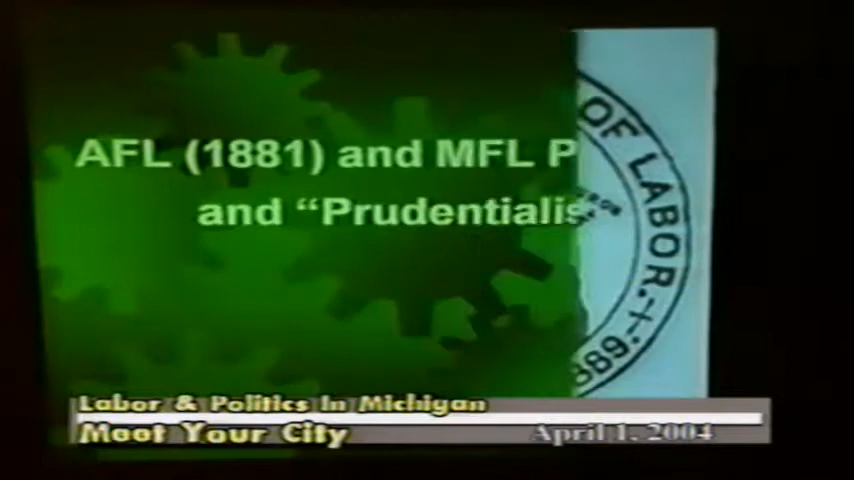 AFL (1881) and MFL P
and “Prudentialis
OF LABOR.
889
Labor & Politics In Michigan
Meet Your City
April 1, 2004